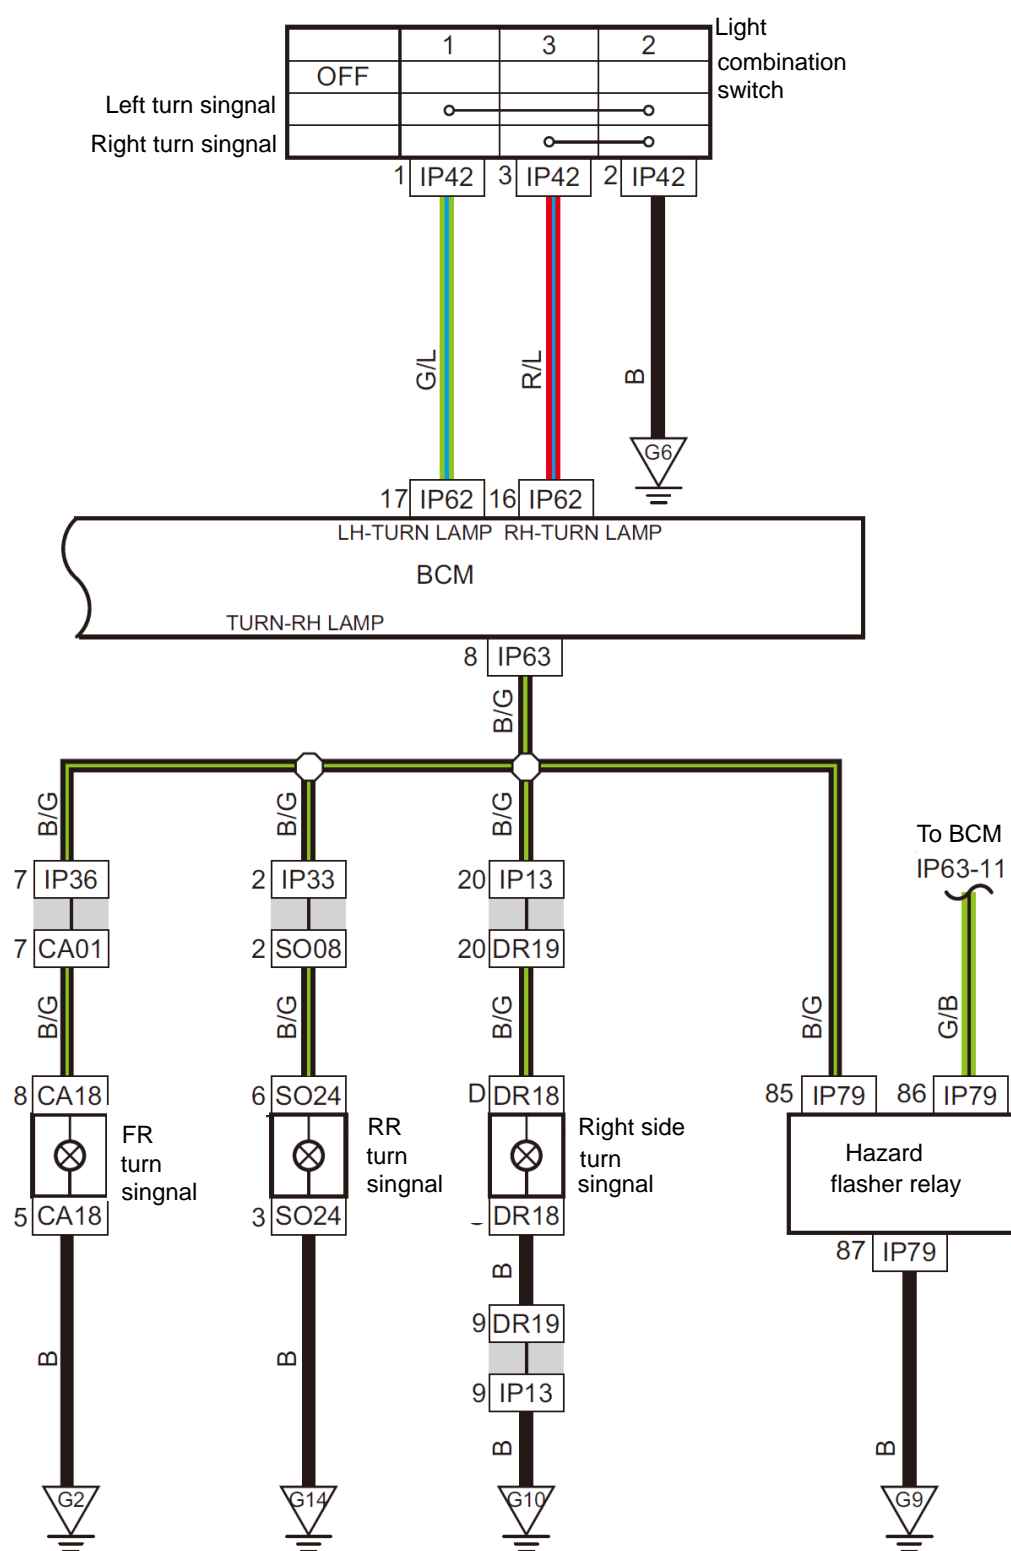 Light
combination
switch
1 3 2
OFF
Left turn singnal
Right turn singnal
1 IP42 3 IP42 2 IP42
G/L R/L B
G6
17 IP62 16 IP62
LH-TURN LAMP RH-TURN LAMP
BCM
TURN-RH LAMP
8 IP63
B/G
B/G B/G B/G
To BCM
IP63-11
7 IP36 2 IP33 20 IP13
7 CA01 2 SO08 20 DR19
B/G B/G B/G B/G G/B
8 CA18 6 SO24 D DR18 85 IP79 86 IP79
FR
turn
singnal
RR
turn
singnal
Right side
turn
singnal
Hazard
flasher relay
5 CA18 3 SO24 DR18
87 IP79
B
9 DR19
B B
9 IP13
B B
G2 G14 G10 G9